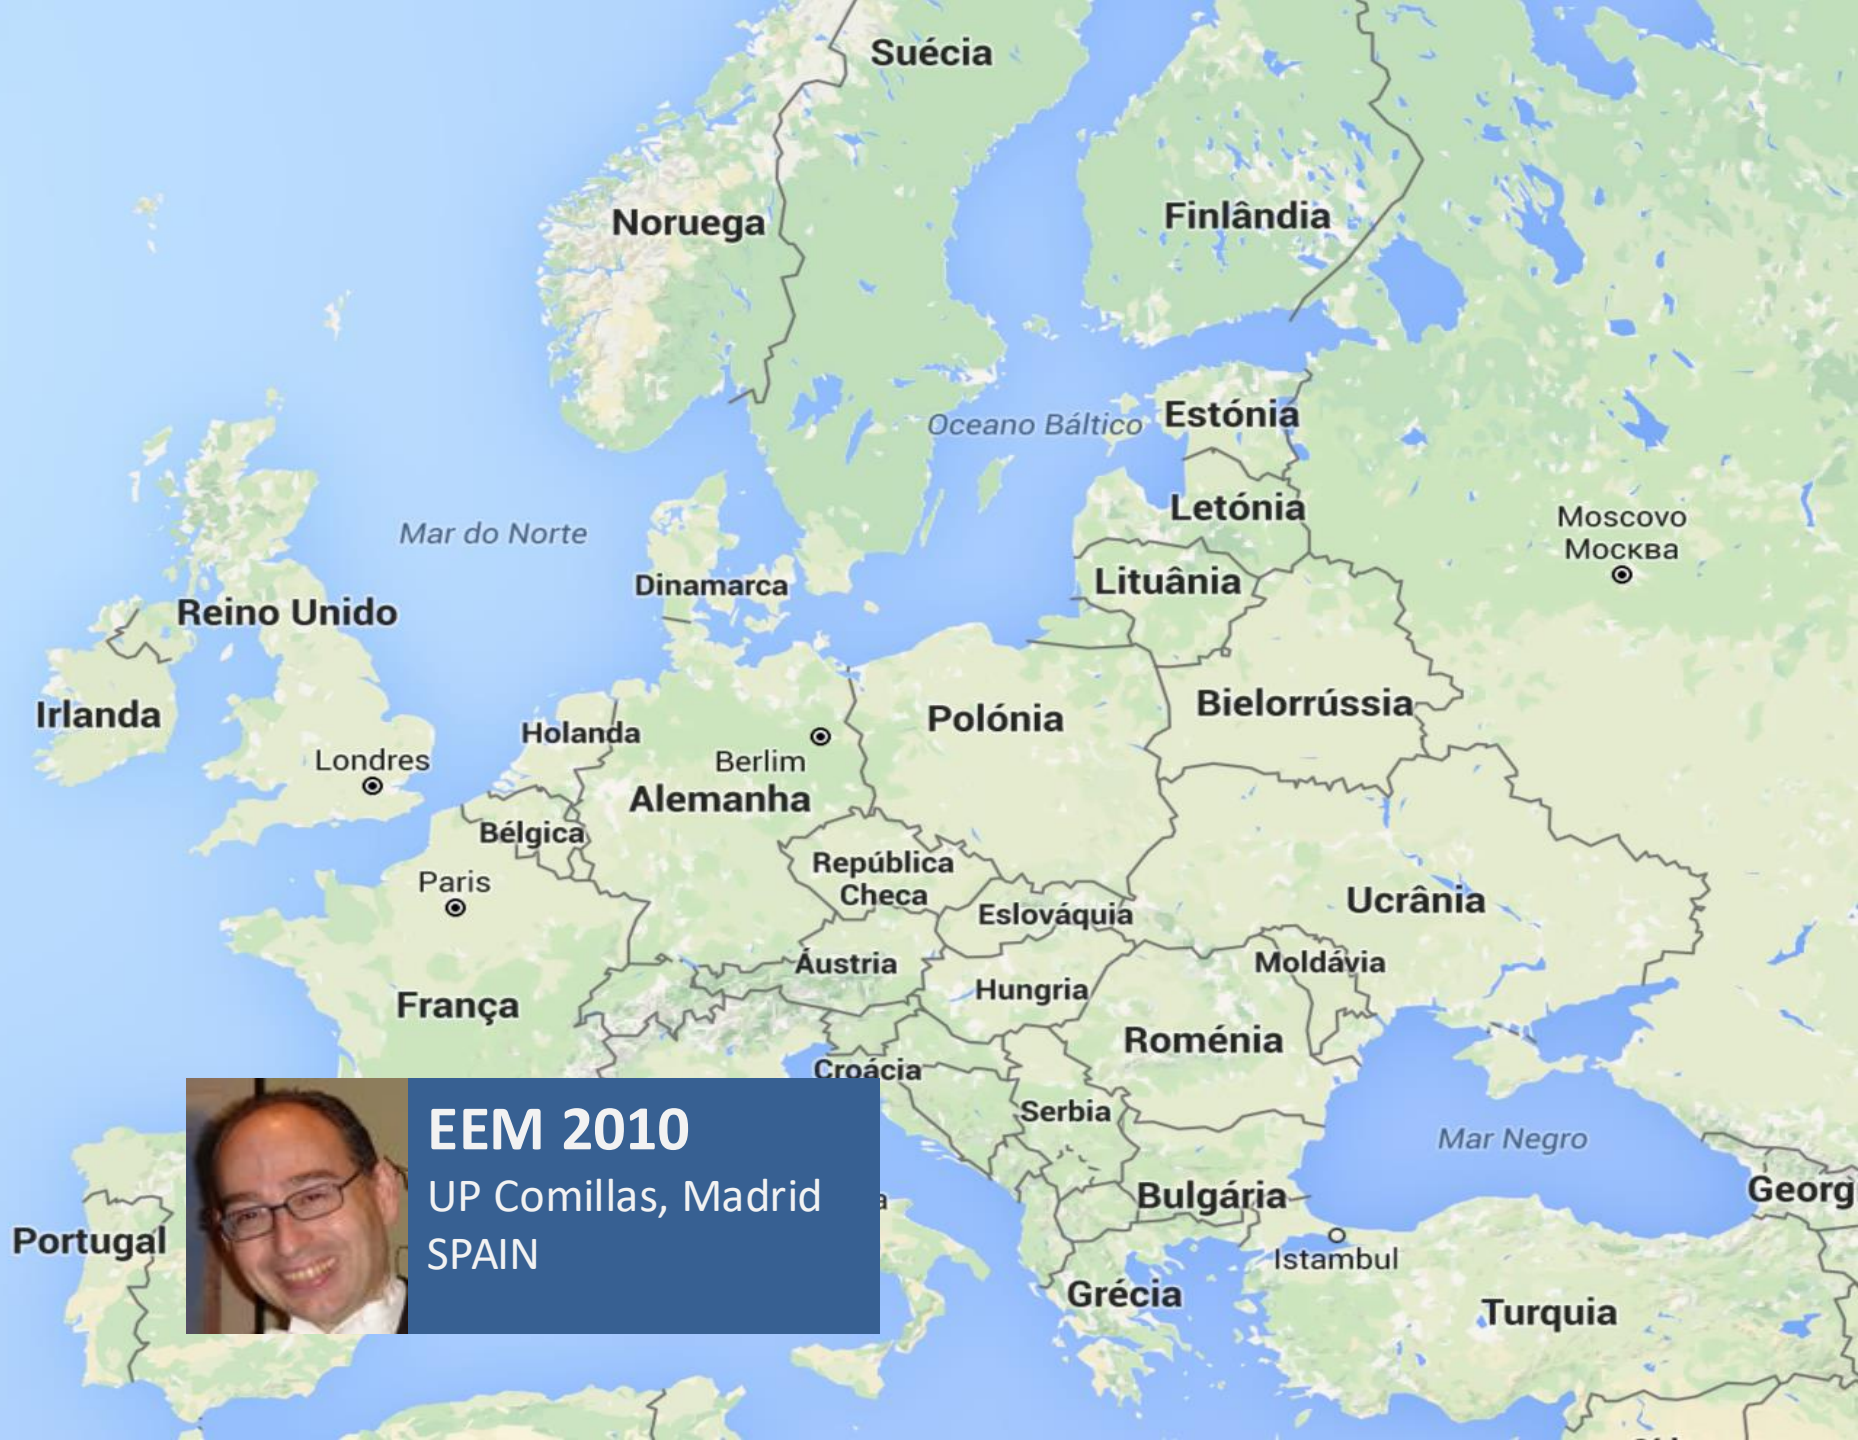 Suécia
Noruega
Finlândia
Oceano Báltico
Estónia
Letónia
Moscovo
Москва
Mar do Norte
Lituânia
Dinamarca
Reino Unido
Irlanda
Bielorrússia
Holanda
Polónia
Londres
Berlim
Alemanha
Bélgica
República
Checa
Paris
Ucrânia
Eslováquia
Áustria
Moldávia
Hungria
França
Roménia
Croácia
Serbia
EEM 2010
Mar Negro
UP Comillas, Madrid
Bulgária
Georg
Portugal
SPAIN
Istambul
Grécia
Turquia